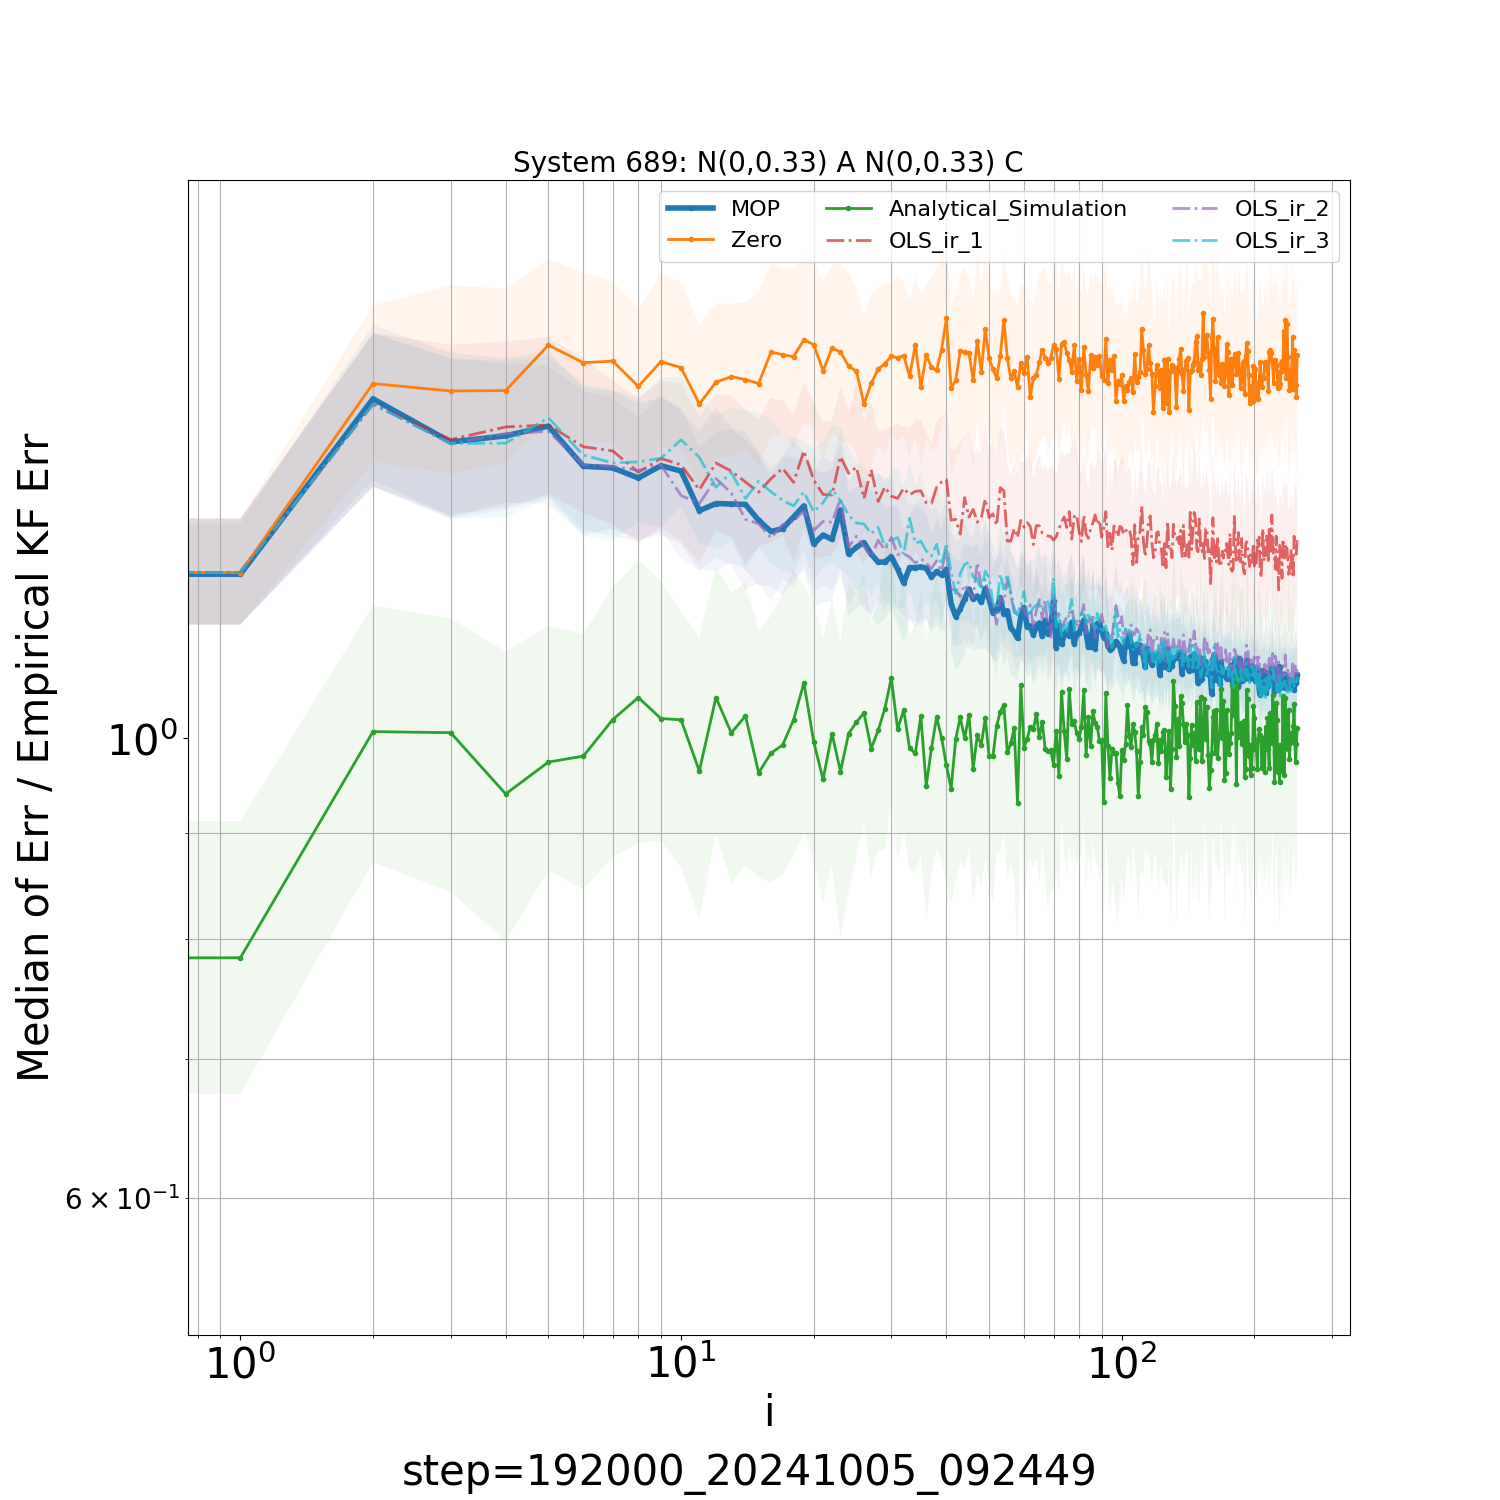 System 689: N(0,0.33) A N(0,0.33) C
MOP
Zero
Analytical_Simulation
OLS_ir_1
OLS_ir_2
OLS_ir_3
Median of Err / Empirical KF Err
10⁰
6 × 10⁻¹
10⁰ 10¹ 10²
i
step=192000_20241005_092449